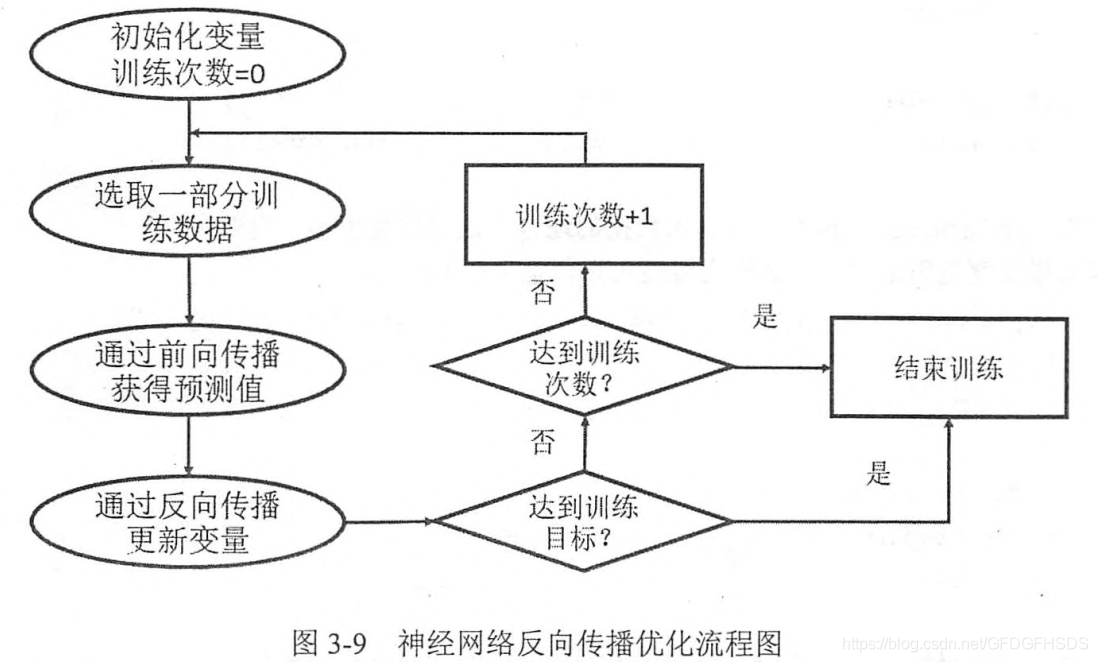 初始化变量
训练次数=0
选取一部分训
练数据
通过前向传播
获得预测值
通过反向传播
更新变量
达到训练
目标？
否
是
达到训练
次数？
否
是
训练次数+1
结束训练
图 3-9 神经网络反向传播优化流程图
https://blog.csdn.net/GFDGFHSDS